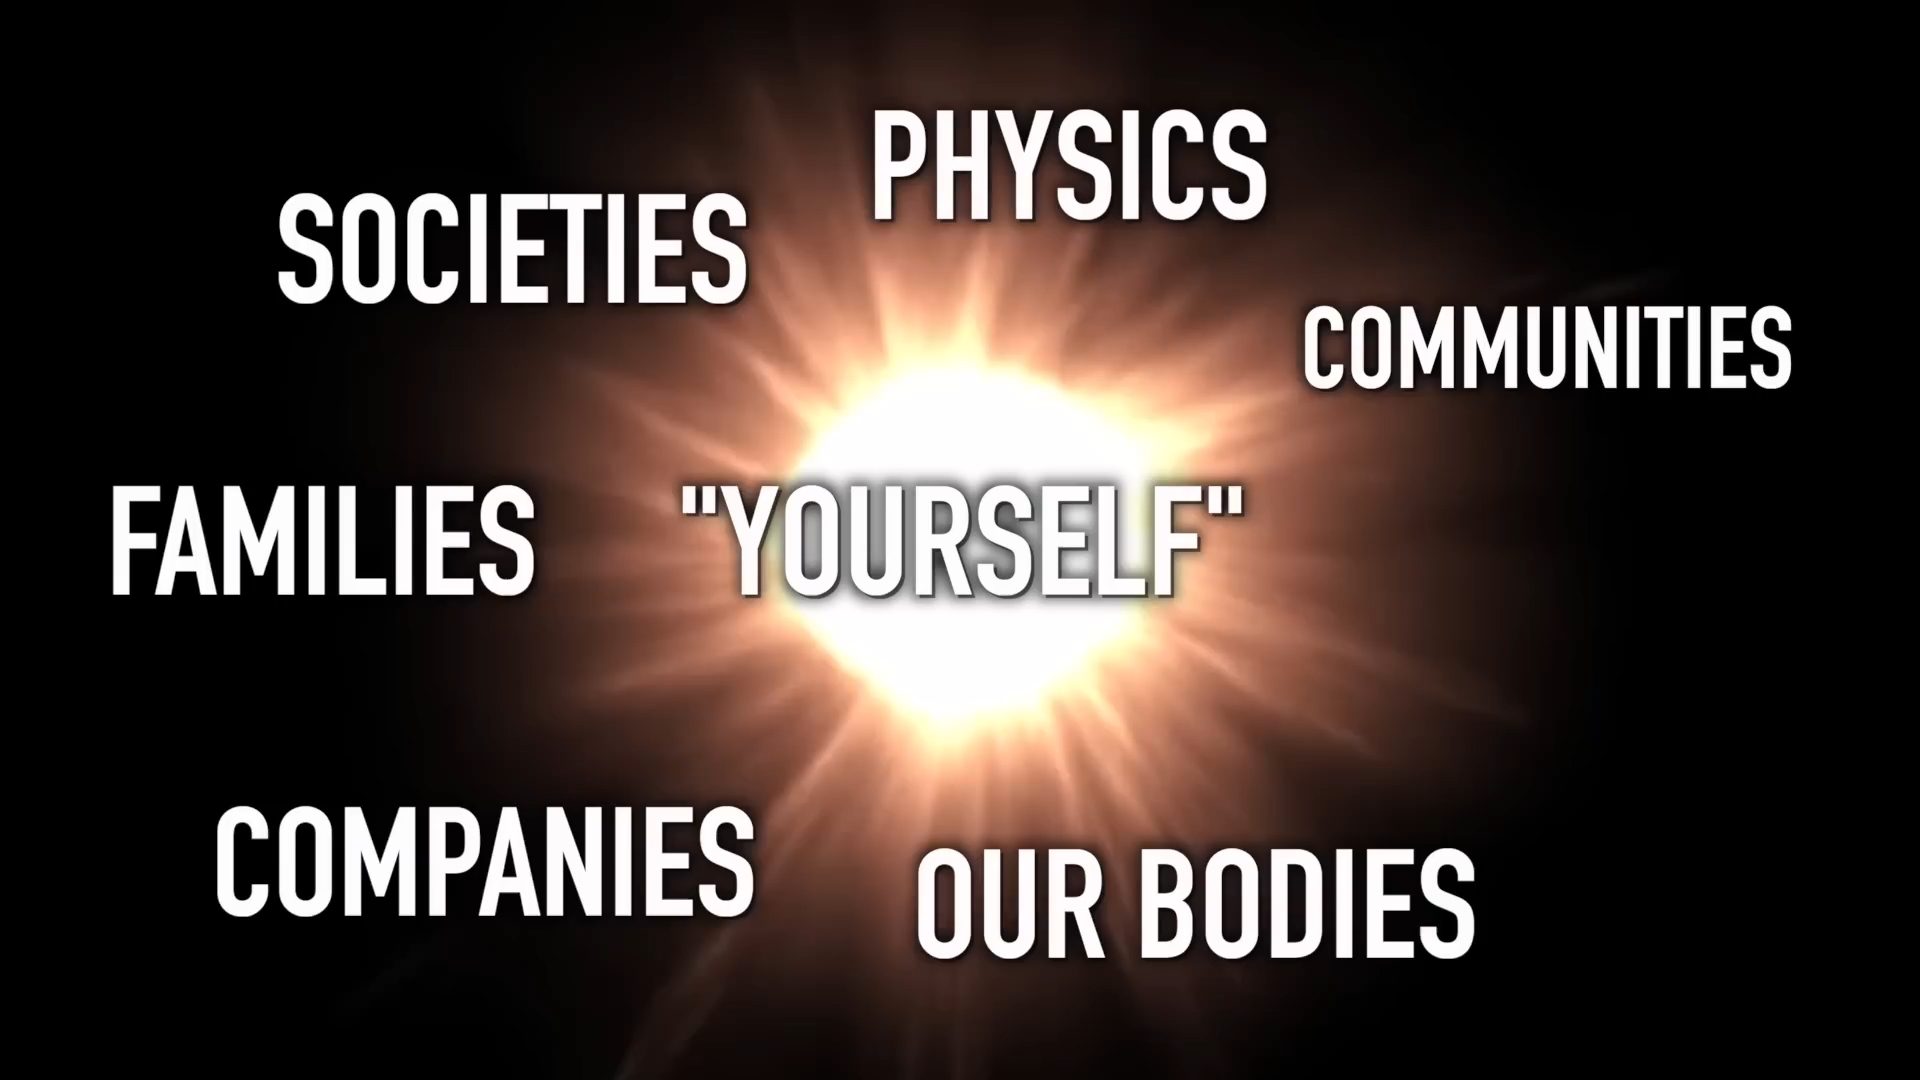 PHYSICS
SOCIETIES
COMMUNITIES
FAMILIES
"YOURSELF"
COMPANIES
OUR BODIES